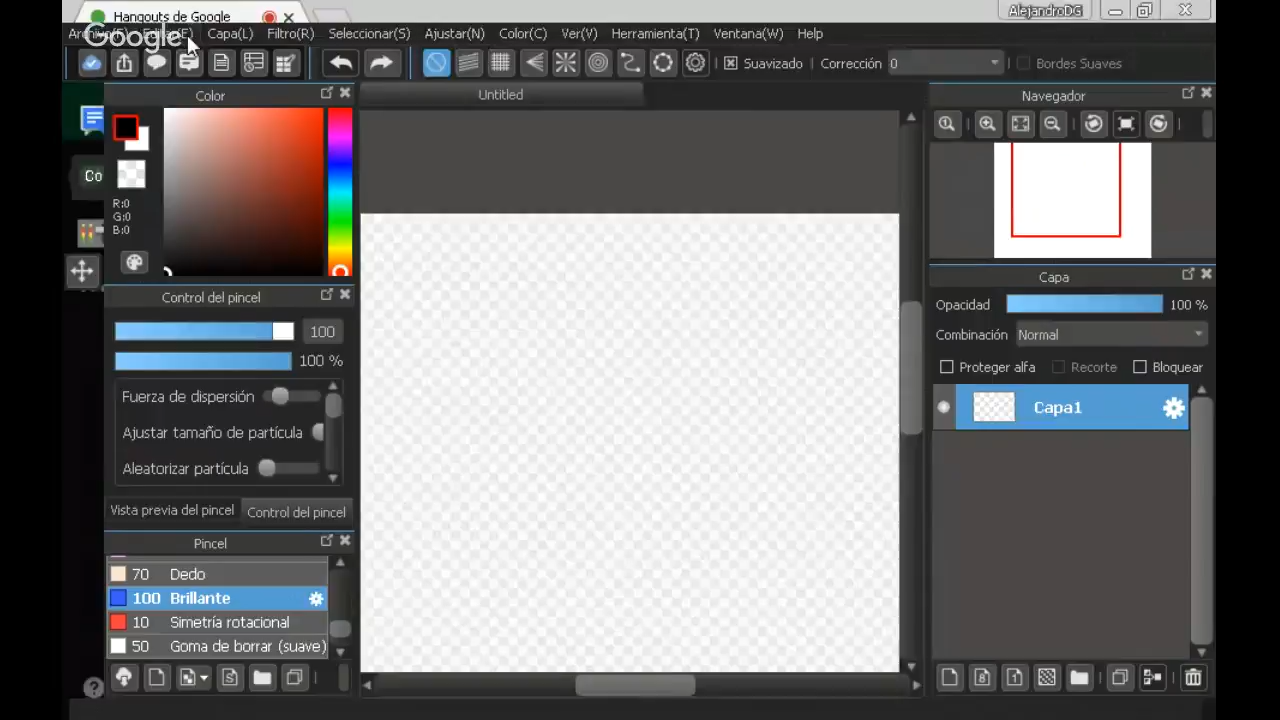 Hangouts de Google
AlejandroDG
Archivo(F) Editar(E) Capa(L) Filtro(R) Seleccionar(S) Ajustar(N) Color(C) Ver(V) Herramienta(T) Ventana(W) Help
Google
Suavizado Corrección 0 Bordes Suaves
Color
Untitled
Navegador
Co
R:0
G:0
B:0
Control del pincel
100
100 %
Fuerza de dispersión
Ajustar tamaño de partícula
Aleatorizar partícula
Vista previa del pincel Control del pincel
Pincel
70 Dedo
100 Brillante
10 Simetría rotacional
50 Goma de borrar (suave)
Capa
Opacidad 100 %
Combinación Normal
Proteger alfa Recorte Bloquear
Capa1